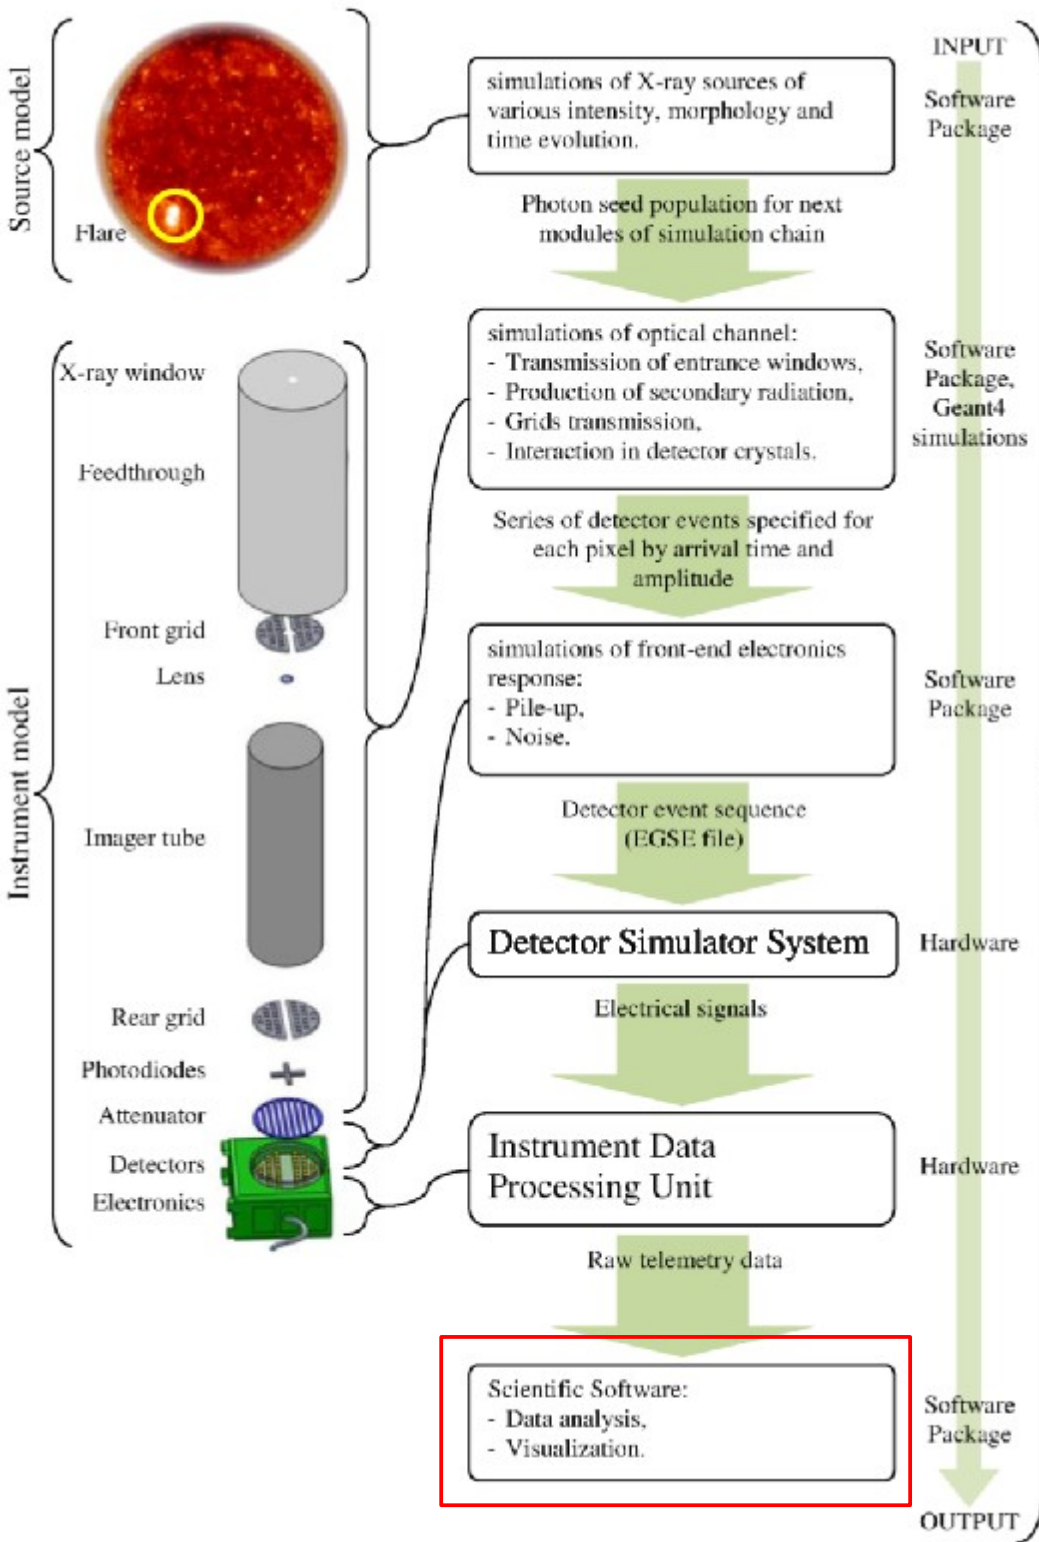 Source model
Flare
INPUT
simulations of X-ray sources of
various intensity, morphology and
time evolution.
Software
Package
Photon seed population for next
modules of simulation chain
Instrument model
X-ray window
Feedthrough
Front grid
Lens
Imager tube
Rear grid
Photodiodes
Attenuator
Detectors
Electronics
simulations of optical channel:
- Transmission of entrance windows,
- Production of secondary radiation,
- Grids transmission,
- Interaction in detector crystals.
Software
Package,
Geant4
simulations
Series of detector events specified for
each pixel by arrival time and
amplitude
simulations of front-end electronics
response:
- Pile-up,
- Noise.
Software
Package
Detector event sequence
(EGSE file)
Detector Simulator System
Hardware
Electrical signals
Instrument Data
Processing Unit
Hardware
Raw telemetry data
Scientific Software:
- Data analysis,
- Visualization.
Software
Package
OUTPUT